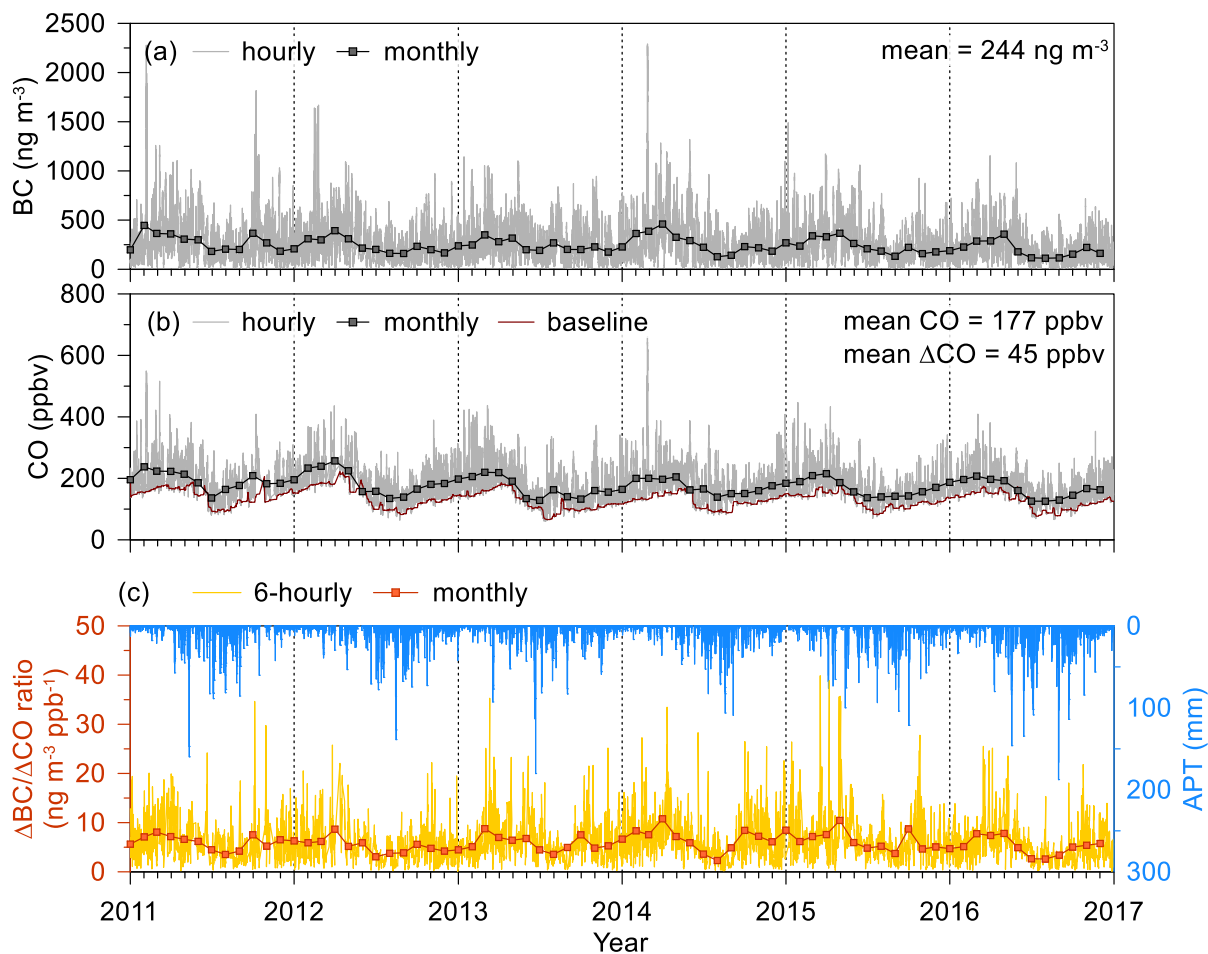 2500
2000
1500
1000
500
0
BC (ng m⁻³)
(a) hourly monthly
mean = 244 ng m⁻³
800
600
400
200
0
CO (ppbv)
(b) hourly monthly baseline
mean CO = 177 ppbv
mean ΔCO = 45 ppbv
(c) 6-hourly monthly
50
40
30
20
10
0
ΔBC/ΔCO ratio
(ng m⁻³ ppb⁻¹)
0
100
200
300
APT (mm)
2011 2012 2013 2014 2015 2016 2017
Year